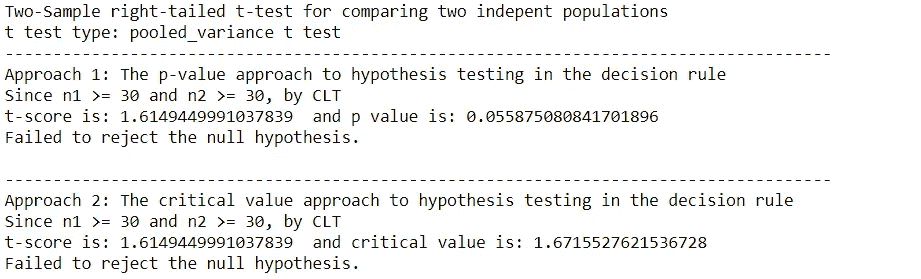 Two-Sample right-tailed t-test for comparing two indepent populations
t test type: pooled_variance t test
------------------------------------------------------------------------------------
Approach 1: The p-value approach to hypothesis testing in the decision rule
Since n1 >= 30 and n2 >= 30, by CLT
t-score is: 1.6149449991037839  and p value is: 0.055875080841701896
Failed to reject the null hypothesis.
------------------------------------------------------------------------------------
Approach 2: The critical value approach to hypothesis testing in the decision rule
Since n1 >= 30 and n2 >= 30, by CLT
t-score is: 1.6149449991037839  and critical value is: 1.6715527621536728
Failed to reject the null hypothesis.